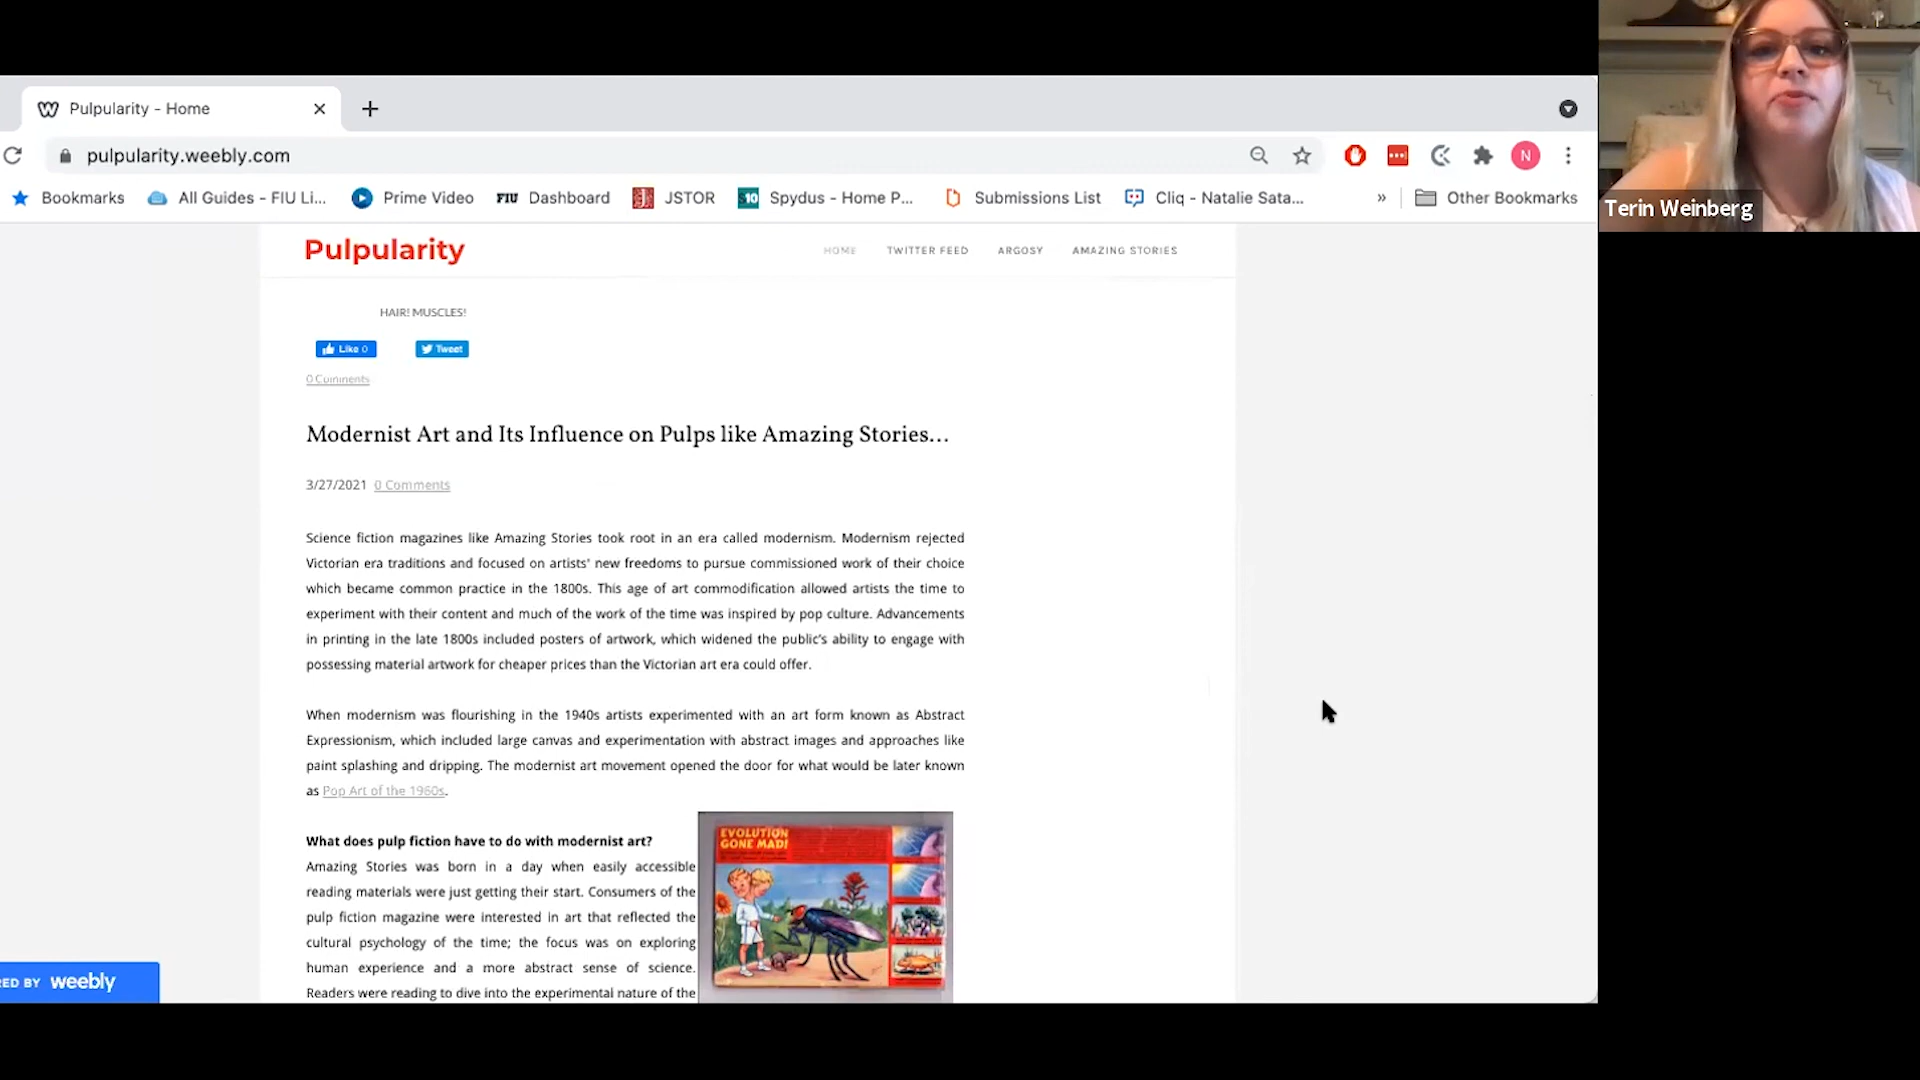 Pulpularity - Home
pulpularity.weebly.com
N
Bookmarks
All Guides - FIU Li...
Prime Video
FIU Dashboard
JSTOR
Spydus - Home P...
Submissions List
Cliq - Natalie Sata...
»
Other Bookmarks
Terin Weinberg
Pulpularity
HOME
TWITTER FEED
ARGOSY
AMAZING STORIES
HAIR! MUSCLES!
Like 0
Tweet
0 Comments
Modernist Art and Its Influence on Pulps like Amazing Stories...
3/27/2021 0 Comments
Science fiction magazines like Amazing Stories took root in an era called modernism. Modernism rejected
Victorian era traditions and focused on artists' new freedoms to pursue commissioned work of their choice
which became common practice in the 1800s. This age of art commodification allowed artists the time to
experiment with their content and much of the work of the time was inspired by pop culture. Advancements
in printing in the late 1800s included posters of artwork, which widened the public's ability to engage with
possessing material artwork for cheaper prices than the Victorian art era could offer.
When modernism was flourishing in the 1940s artists experimented with an art form known as Abstract
Expressionism, which included large canvas and experimentation with abstract images and approaches like
paint splashing and dripping. The modernist art movement opened the door for what would be later known
as Pop Art of the 1960s.
What does pulp fiction have to do with modernist art?
Amazing Stories was born in a day when easily accessible
reading materials were just getting their start. Consumers of the
pulp fiction magazine were interested in art that reflected the
cultural psychology of the time; the focus was on exploring
human experience and a more abstract sense of science.
Readers were reading to dive into the experimental nature of the
EVOLUTION
GONE MAD!
RED BY weebly